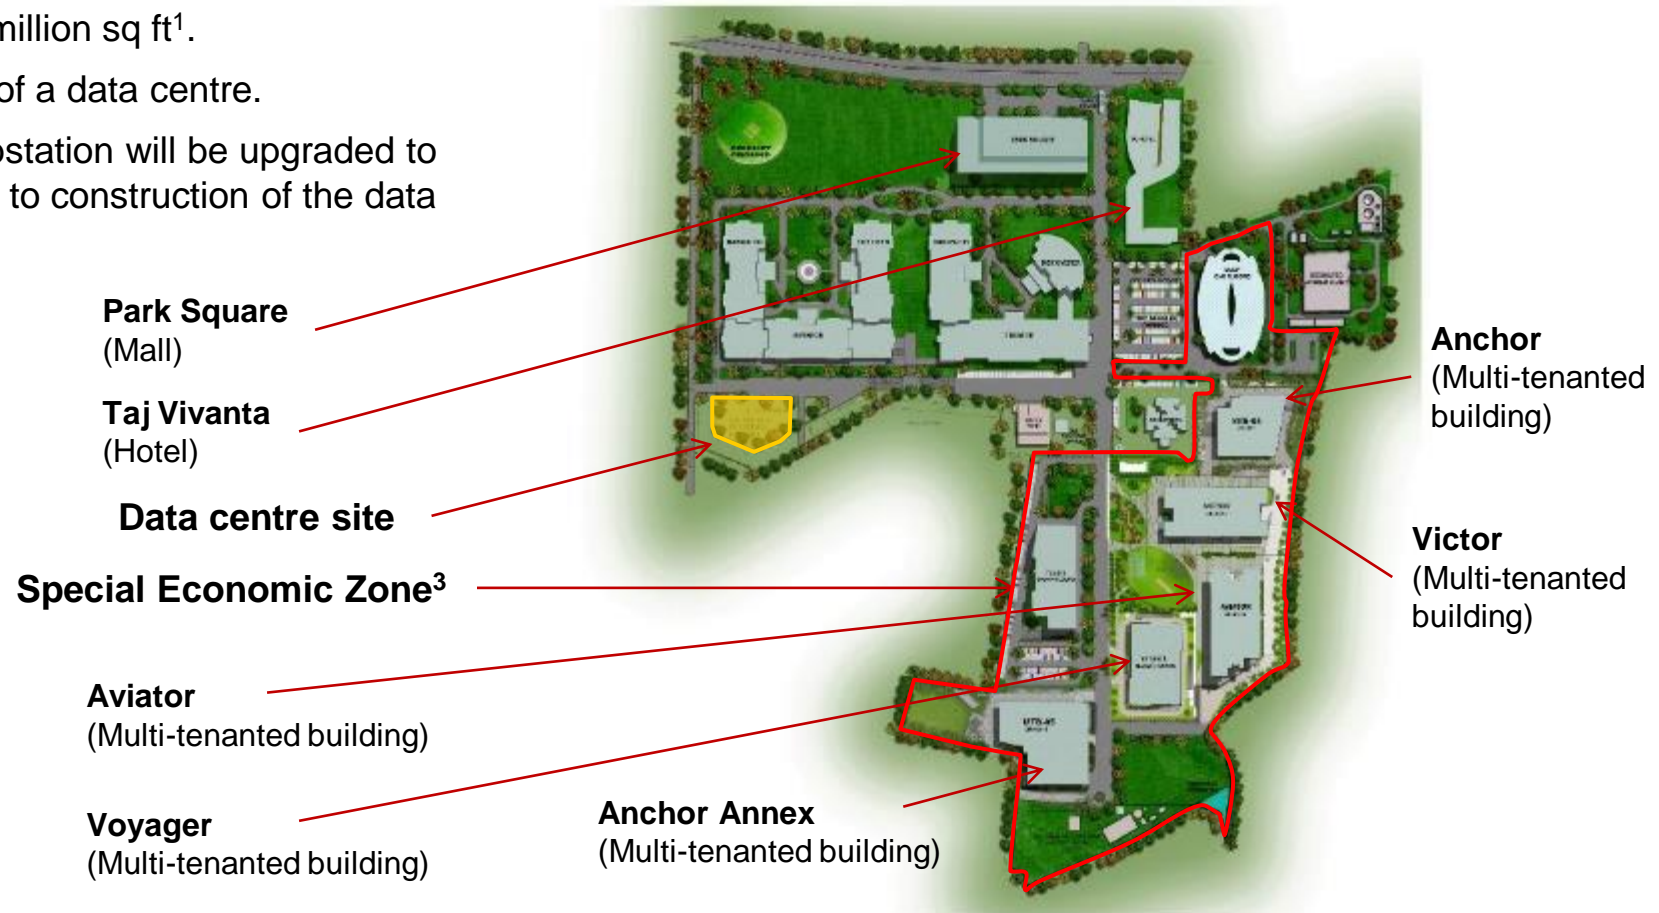 million sq ft¹.
of a data centre.
station will be upgraded to
to construction of the data
Park Square
(Mall)
Taj Vivanta
(Hotel)
Data centre site
Special Economic Zone³
Aviator
(Multi-tenanted building)
Voyager
(Multi-tenanted building)
Anchor Annex
(Multi-tenanted building)
Anchor
(Multi-tenanted
building)
Victor
(Multi-tenanted
building)